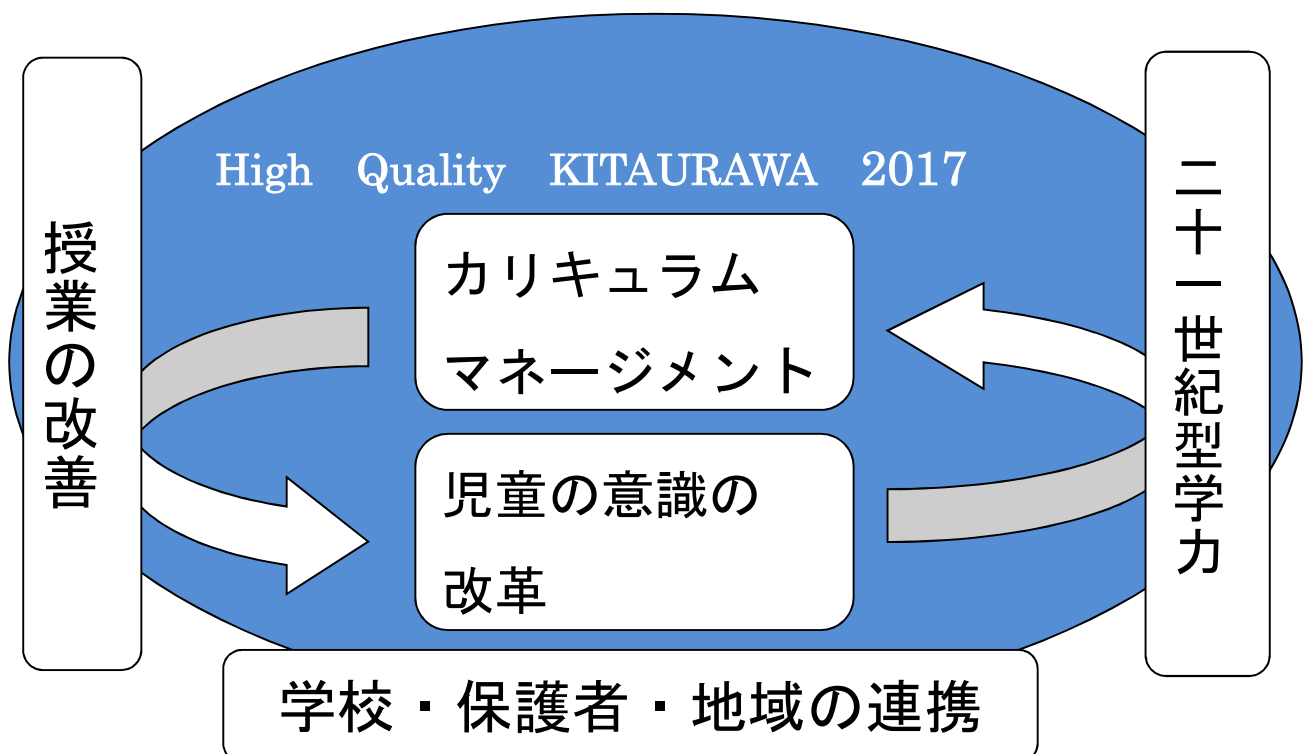 High　Quality　KITAURAWA　2017
授業の改善
カリキュラム
マネージメント
児童の意識の
改革
二十一世紀型学力
学校・保護者・地域の連携